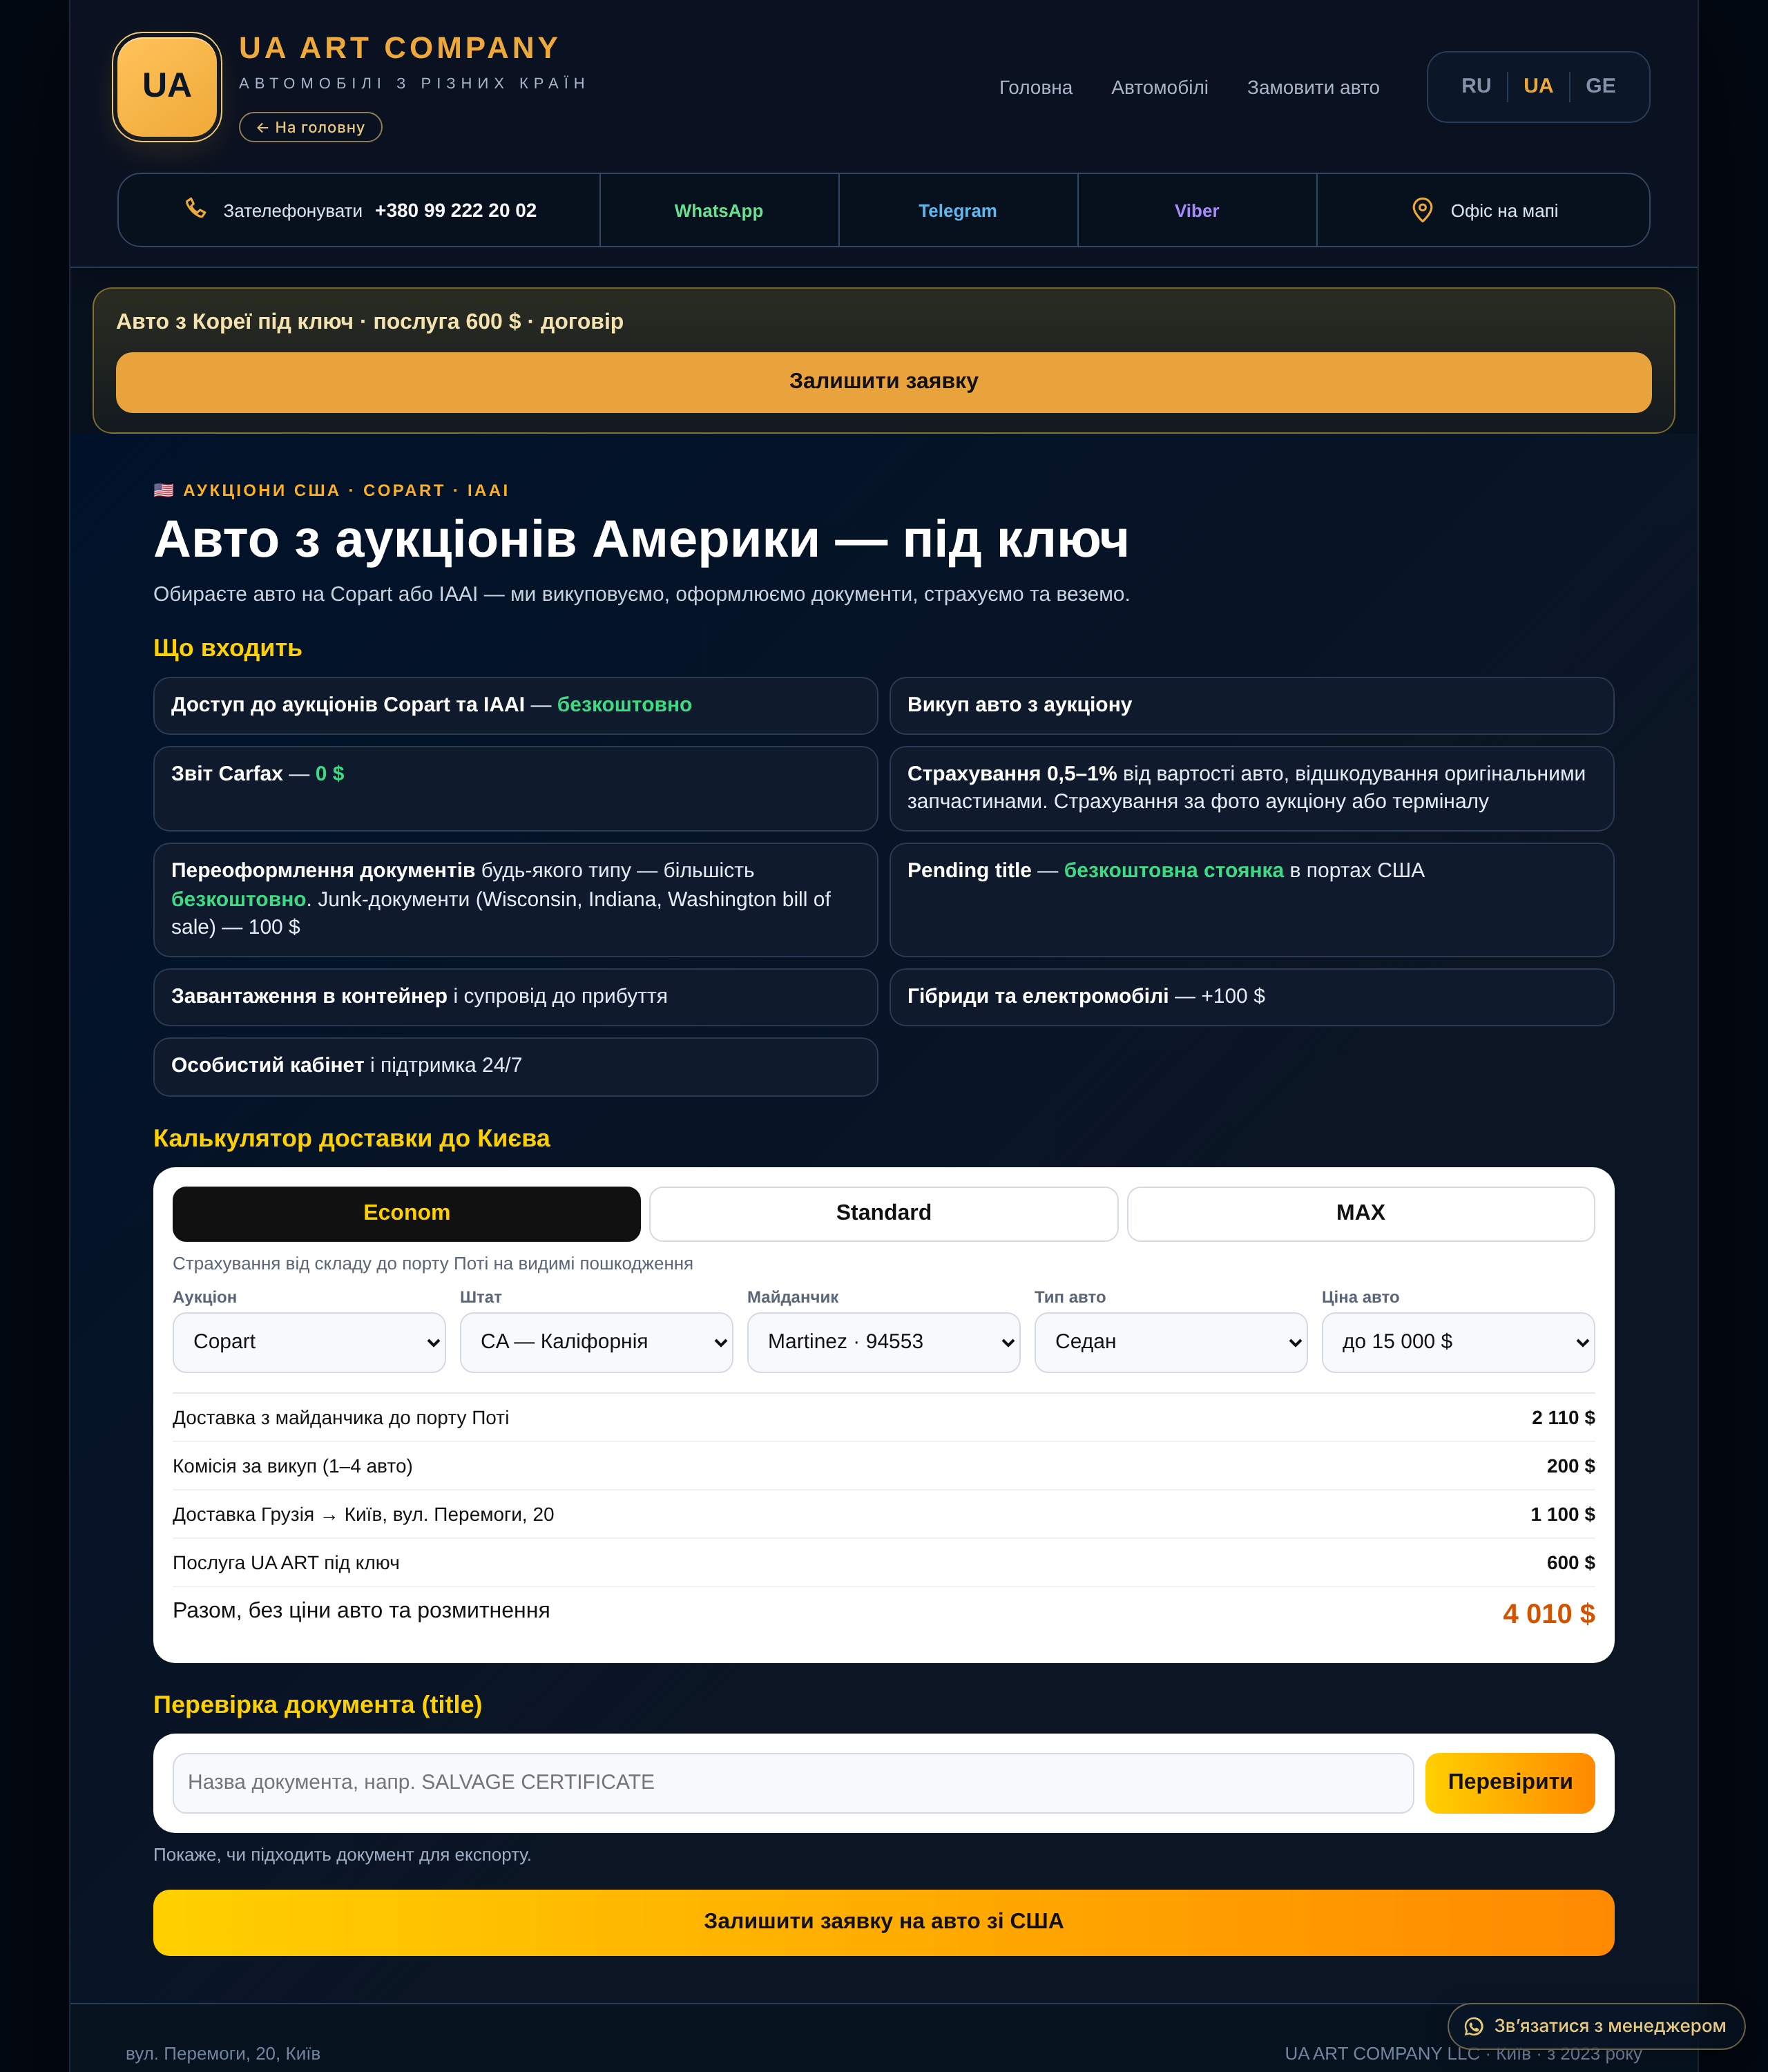 UA
UA ART COMPANY
АВТОМОБІЛІ З РІЗНИХ КРАЇН
← На головну
Головна
Автомобілі
Замовити авто
RU
UA
GE
Зателефонувати +380 99 222 20 02
WhatsApp
Telegram
Viber
Офіс на мапі
Авто з Кореї під ключ · послуга 600 $ · договір
Залишити заявку
🇺🇸 АУКЦІОНИ США · COPART · IAAI
Авто з аукціонів Америки — під ключ
Обираєте авто на Copart або IAAI — ми викуповуємо, оформлюємо документи, страхуємо та веземо.
Що входить
Доступ до аукціонів Copart та IAAI — безкоштовно
Викуп авто з аукціону
Звіт Carfax — 0 $
Страхування 0,5–1% від вартості авто, відшкодування оригінальними
запчастинами. Страхування за фото аукціону або терміналу
Переоформлення документів будь-якого типу — більшість
безкоштовно. Junk-документи (Wisconsin, Indiana, Washington bill of
sale) — 100 $
Pending title — безкоштовна стоянка в портах США
Завантаження в контейнер і супровід до прибуття
Гібриди та електромобілі — +100 $
Особистий кабінет і підтримка 24/7
Калькулятор доставки до Києва
Econom
Standard
MAX
Страхування від складу до порту Поті на видимі пошкодження
Аукціон
Штат
Майданчик
Тип авто
Ціна авто
Copart
CA — Каліфорнія
Martinez · 94553
Седан
до 15 000 $
Доставка з майданчика до порту Поті 2 110 $
Комісія за викуп (1–4 авто) 200 $
Доставка Грузія → Київ, вул. Перемоги, 20 1 100 $
Послуга UA ART під ключ 600 $
Разом, без ціни авто та розмитнення 4 010 $
Перевірка документа (title)
Назва документа, напр. SALVAGE CERTIFICATE
Перевірити
Покаже, чи підходить документ для експорту.
Залишити заявку на авто зі США
Зв’язатися з менеджером
вул. Перемоги, 20, Київ
UA ART COMPANY LLC · Київ · з 2023 року